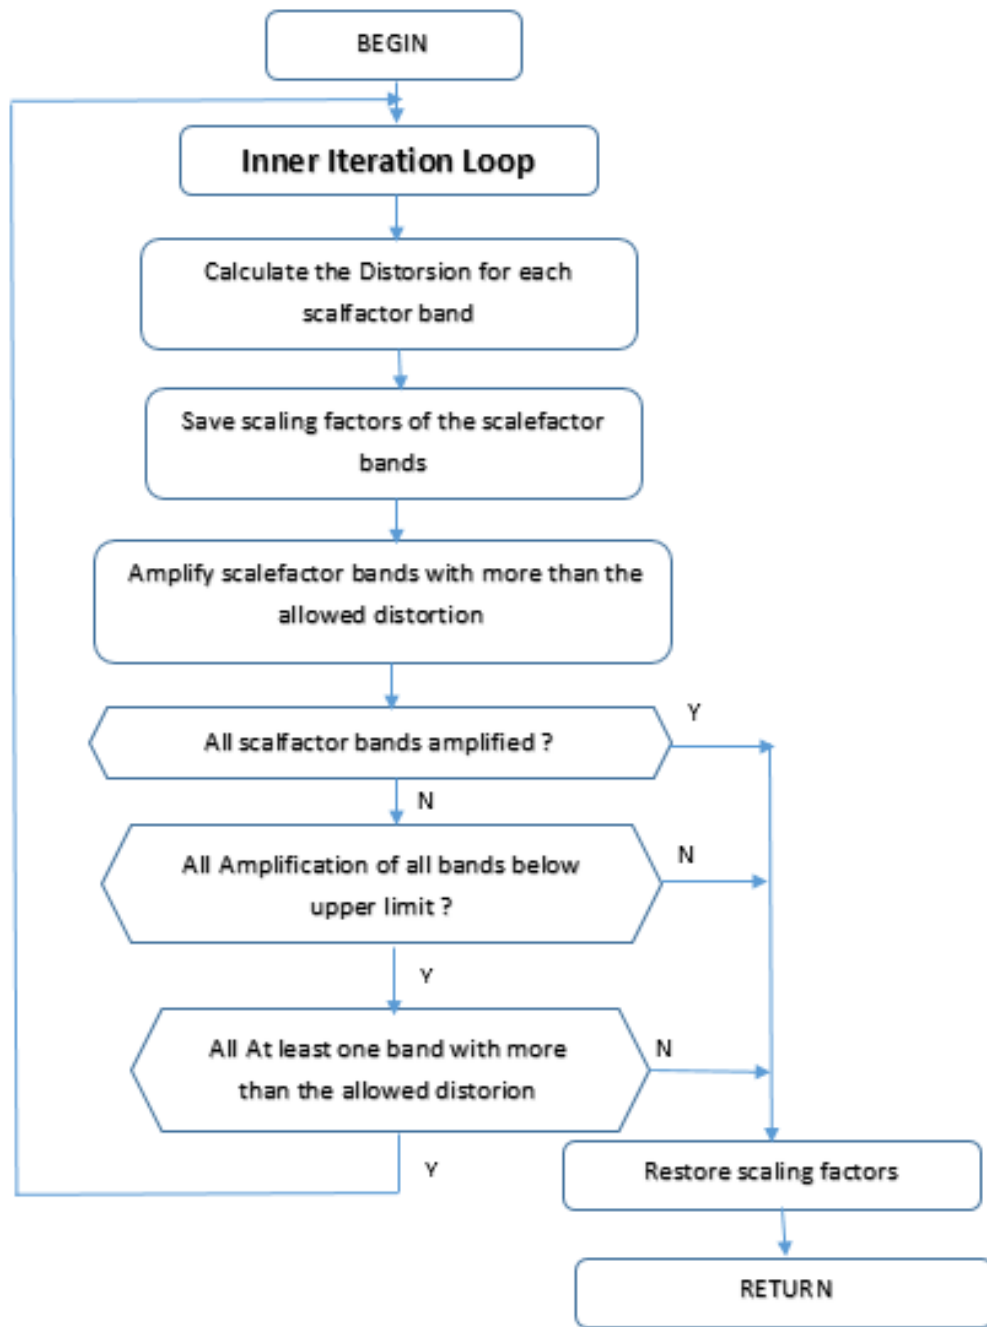 BEGIN
Inner Iteration Loop
Calculate the Distorsion for each
scalfactor band
Save scaling factors of the scalefactor
bands
Amplify scalefactor bands with more than the
allowed distortion
All scalfactor bands amplified ?
Y
N
All Amplification of all bands below
upper limit ?
N
Y
All At least one band with more
than the allowed distorion
N
Y
Restore scaling factors
RETURN